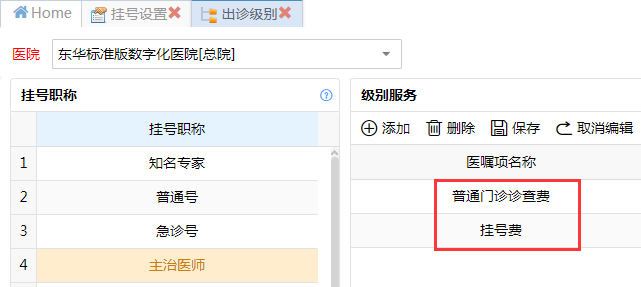 Home 挂号设置 出诊级别
医院 东华标准版数字化医院[总院]
挂号职称
挂号职称
1 知名专家
2 普通号
3 急诊号
4 主治医师
级别服务
添加 删除 保存 取消编辑
医嘱项名称
普通门诊诊查费
挂号费